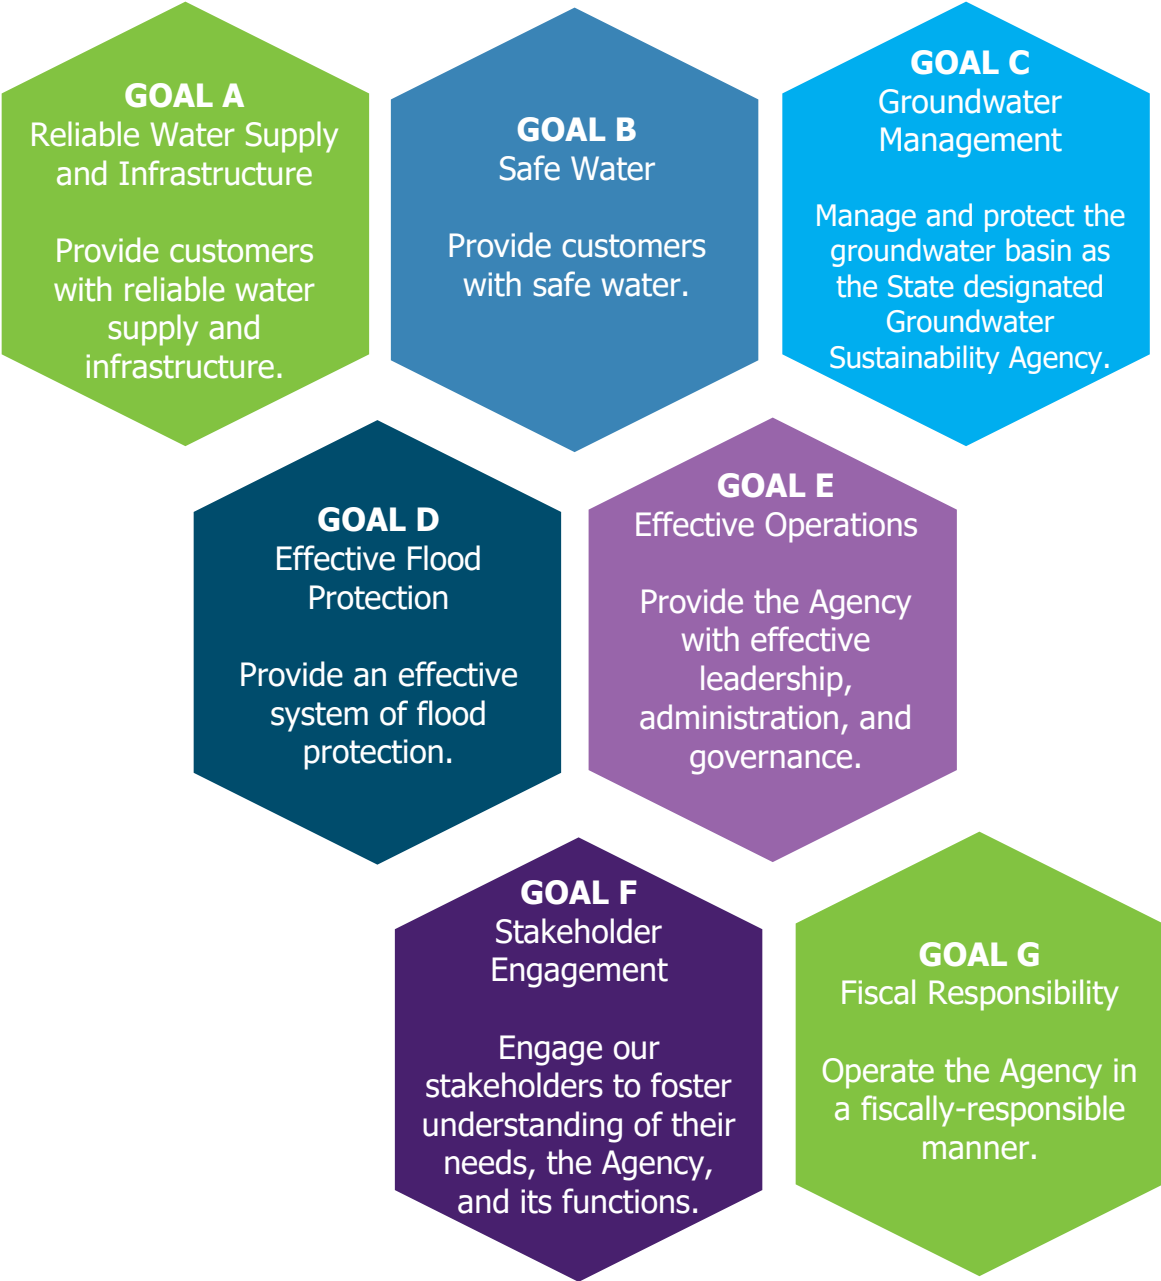 GOAL A
Reliable Water Supply
and Infrastructure
Provide customers
with reliable water
supply and
infrastructure.
GOAL B
Safe Water
Provide customers
with safe water.
GOAL C
Groundwater
Management
Manage and protect the
groundwater basin as
the State designated
Groundwater
Sustainability Agency.
GOAL D
Effective Flood
Protection
Provide an effective
system of flood
protection.
GOAL E
Effective Operations
Provide the Agency
with effective
leadership,
administration, and
governance.
GOAL F
Stakeholder
Engagement
Engage our
stakeholders to foster
understanding of their
needs, the Agency,
and its functions.
GOAL G
Fiscal Responsibility
Operate the Agency in
a fiscally-responsible
manner.